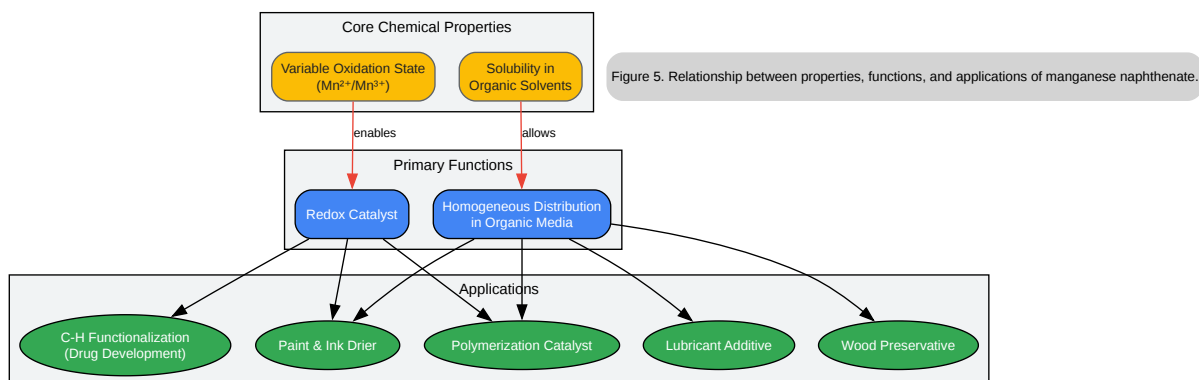 Core Chemical Properties
Variable Oxidation State
(Mn²⁺/Mn³⁺)
Solubility in
Organic Solvents
Figure 5. Relationship between properties, functions, and applications of manganese naphthenate.
enables
allows
Primary Functions
Redox Catalyst
Homogeneous Distribution
in Organic Media
Applications
C-H Functionalization
(Drug Development)
Paint & Ink Drier
Polymerization Catalyst
Lubricant Additive
Wood Preservative